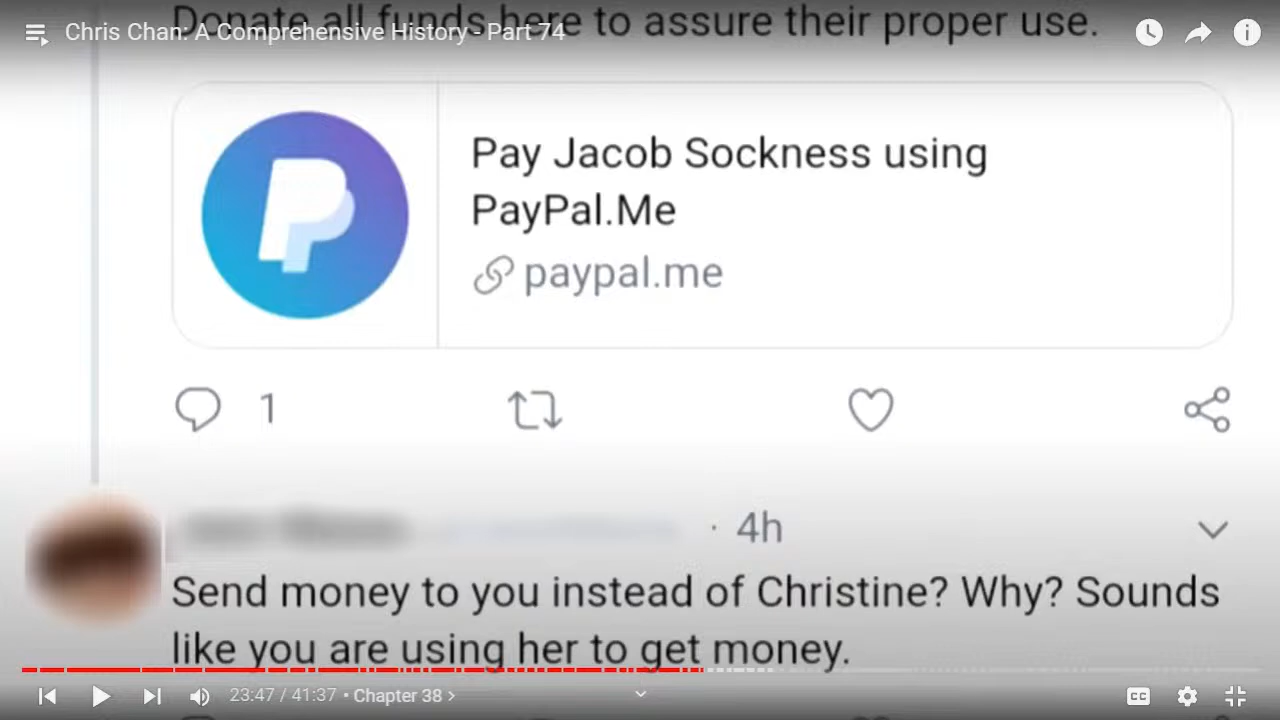 Donate all funds here to assure their proper use.
Chris Chan: A Comprehensive History - Part 74
Pay Jacob Sockness using
PayPal.Me
paypal.me
1
· 4h
Send money to you instead of Christine? Why? Sounds
like you are using her to get money.
23:47 / 41:37 • Chapter 38 >
CC